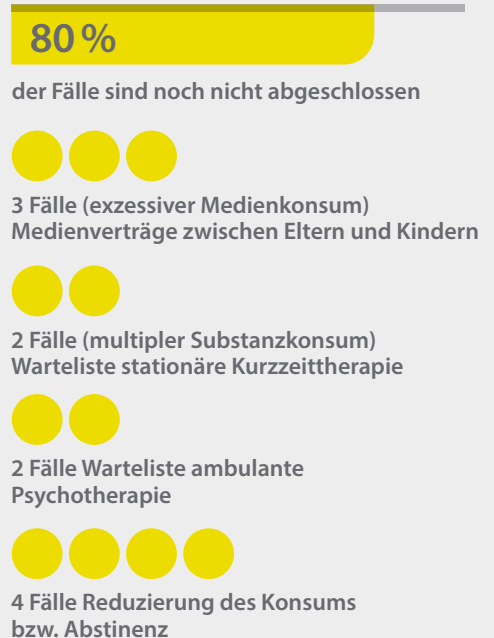 80 %
der Fälle sind noch nicht abgeschlossen
3 Fälle (exzessiver Medienkonsum)
Medienverträge zwischen Eltern und Kindern
2 Fälle (multipler Substanzkonsum)
Warteliste stationäre Kurzzeittherapie
2 Fälle Warteliste ambulante
Psychotherapie
4 Fälle Reduzierung des Konsums
bzw. Abstinenz